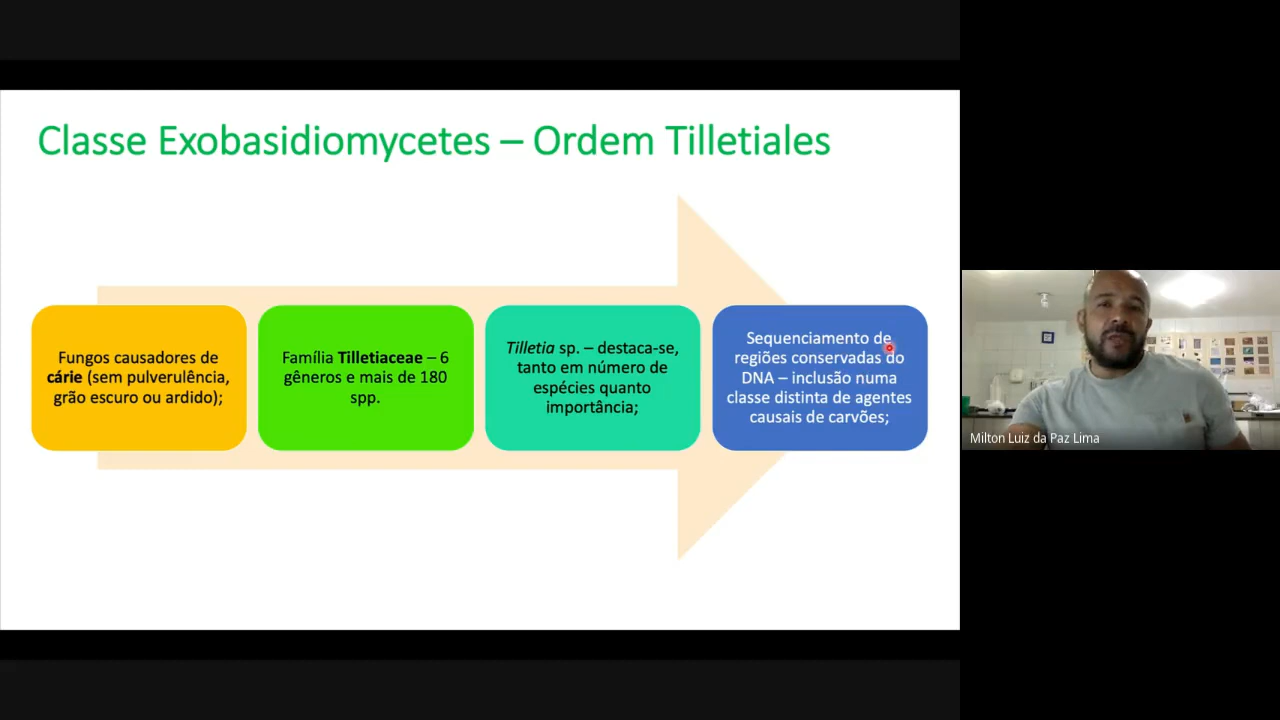 Classe Exobasidiomycetes – Ordem Tilletiales
Fungos causadores de
cárie (sem pulverulência,
grão escuro ou ardido);
Família Tilletiaceae – 6
gêneros e mais de 180
spp.
Tilletia sp. – destaca-se,
tanto em número de
espécies quanto
importância;
Sequenciamento de
regiões conservadas do
DNA – inclusão numa
classe distinta de agentes
causais de carvões;
Milton Luiz da Paz Lima